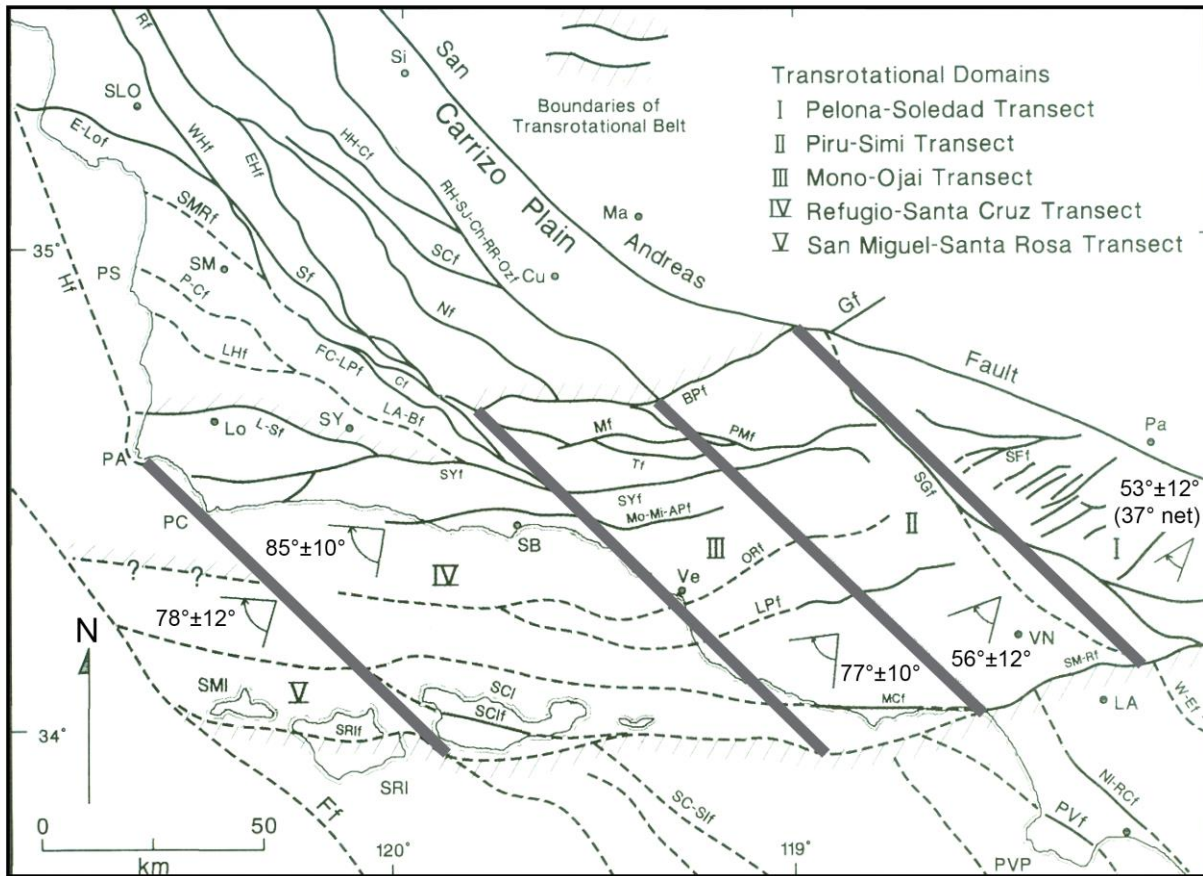 Rf
San
Si
SLO
Carrizo Plain
E-Lof
WHf
EHf
HH-Cf
Boundaries of
Transrotational Belt
Transrotational Domains
I Pelona-Soledad Transect
II Piru-Simi Transect
III Mono-Ojai Transect
IV Refugio-Santa Cruz Transect
V San Miguel-Santa Rosa Transect
SMRf
RH-SJ-Ch-RR-Ozf
Ma
Andreas
35°
Hf
PS
SM
Sf
SCf
Cu
P-Cf
Nf
Gf
LHf
FC-LPf
Cf
Fault
BPf
LA-Bf
Lo
L-Sf
SY
Mf
PMf
Pa
PA
SYf
Tf
SFf
SYf
SGf
53°±12°
(37° net)
PC
Mo-Mi-APf
II
I
85°±10°
SB
III
ORf
IV
Ve
? ?
LPf
78°±12°
N
VN
77°±10°
56°±12°
SM-Rf
W-Ef
SMI
V
SCI
MCf
LA
SCIf
34°
SRIf
SRI
NI-RCf
Ff
SC-SIf
PVf
0 50
km
120°
119°
PVP